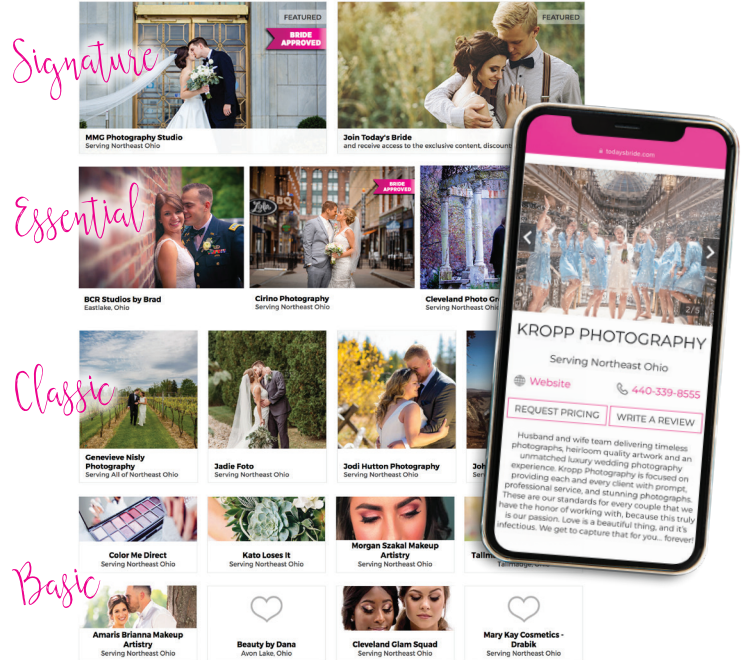 Signature
FEATURED
BRIDE
APPROVED
MMG Photography Studio
Serving Northeast Ohio
FEATURED
Join Today's Bride
and receive access to the exclusive content, discount
Essential
BCR Studios by Brad
Eastlake, Ohio
BRIDE
APPROVED
Cirino Photography
Serving Northeast Ohio
Cleveland Photo Gro
Serving Northeast Ohio
Classic
Genevieve Nisly
Photography
Serving All of Northeast Ohio
Jadie Foto
Serving Northeast Ohio
Jodi Hutton Photography
Serving Northeast Ohio
Color Me Direct
Serving Northeast Ohio
Kato Loses It
Serving Northeast Ohio
Morgan Szakal Makeup
Artistry
Serving Northeast Ohio
Tallmadge, Ohio
Basic
Amaris Brianna Makeup
Artistry
Serving Northeast Ohio
Beauty by Dana
Avon Lake, Ohio
Cleveland Glam Squad
Serving Northeast Ohio
Mary Kay Cosmetics -
Drabik
Serving Northeast Ohio
todaysbride.com
2/5
KROPP PHOTOGRAPHY
Serving Northeast Ohio
Website
440-339-8555
REQUEST PRICING
WRITE A REVIEW
Husband and wife team delivering timeless
photographs, heirloom quality artwork and an
unmatched luxury wedding photography
experience. Kropp Photography is focused on
providing each and every client with prompt,
professional service, and stunning photographs.
These are our standards for every couple that we
have the honor of working with, because this truly
is our passion. Love is a beautiful thing, and it's
infectious. We get to capture that for you... forever!